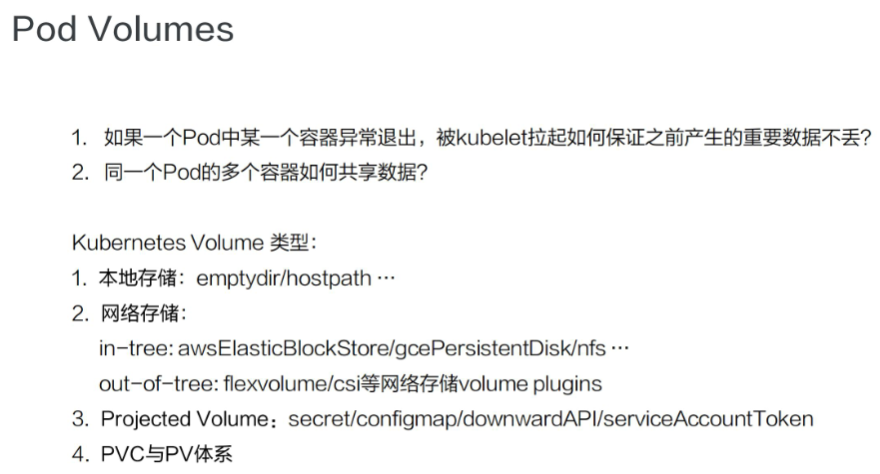 Pod Volumes
1. 如果一个Pod中某一个容器异常退出，被kubelet拉起如何保证之前产生的重要数据不丢？
2. 同一个Pod的多个容器如何共享数据？
Kubernetes Volume 类型：
1. 本地存储：emptydir/hostpath …
2. 网络存储：
in-tree: awsElasticBlockStore/gcePersistentDisk/nfs …
out-of-tree: flexvolume/csi等网络存储volume plugins
3. Projected Volume：secret/configmap/downwardAPI/serviceAccountToken
4. PVC与PV体系